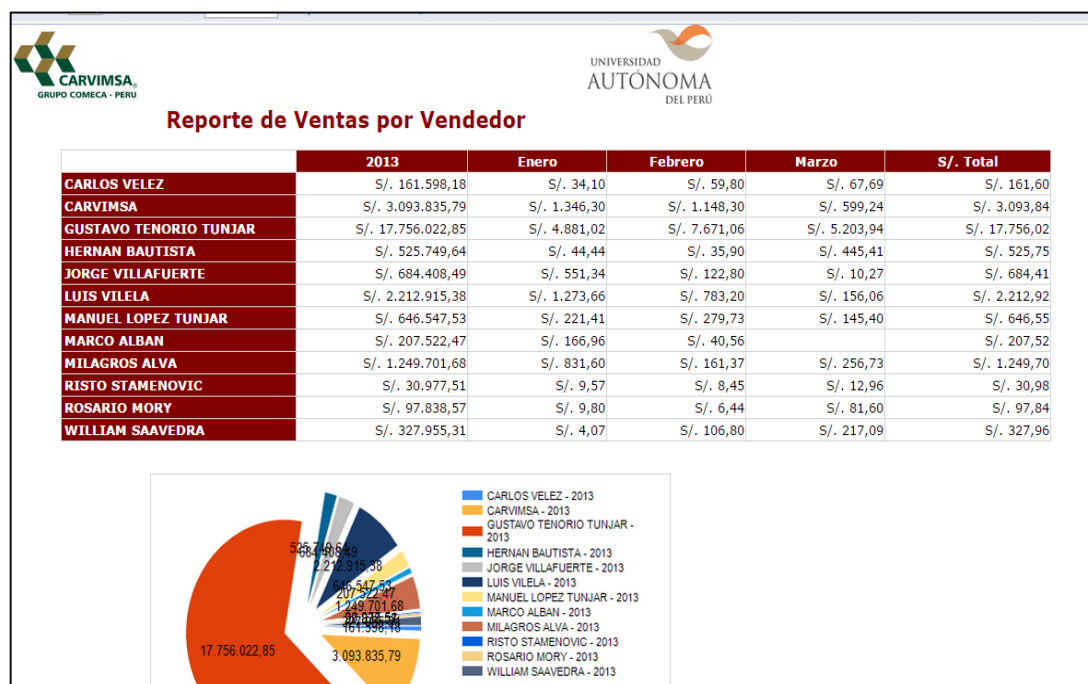 CARVIMSA®
GRUPO COMECA - PERU
UNIVERSIDAD
AUTÓNOMA
DEL PERÚ
Reporte de Ventas por Vendedor
2013 Enero Febrero Marzo S/. Total
CARLOS VELEZ S/. 161.598,18 S/. 34,10 S/. 59,80 S/. 67,69 S/. 161,60
CARVIMSA S/. 3.093.835,79 S/. 1.346,30 S/. 1.148,30 S/. 599,24 S/. 3.093,84
GUSTAVO TENORIO TUNJAR S/. 17.756.022,85 S/. 4.881,02 S/. 7.671,06 S/. 5.203,94 S/. 17.756,02
HERNAN BAUTISTA S/. 525.749,64 S/. 44,44 S/. 35,90 S/. 445,41 S/. 525,75
JORGE VILLAFUERTE S/. 684.408,49 S/. 551,34 S/. 122,80 S/. 10,27 S/. 684,41
LUIS VILELA S/. 2.212.915,38 S/. 1.273,66 S/. 783,20 S/. 156,06 S/. 2.212,92
MANUEL LOPEZ TUNJAR S/. 646.547,53 S/. 221,41 S/. 279,73 S/. 145,40 S/. 646,55
MARCO ALBAN S/. 207.522,47 S/. 166,96 S/. 40,56 S/. 207,52
MILAGROS ALVA S/. 1.249.701,68 S/. 831,60 S/. 161,37 S/. 256,73 S/. 1.249,70
RISTO STAMENOVIC S/. 30.977,51 S/. 9,57 S/. 8,45 S/. 12,96 S/. 30,98
ROSARIO MORY S/. 97.838,57 S/. 9,80 S/. 6,44 S/. 81,60 S/. 97,84
WILLIAM SAAVEDRA S/. 327.955,31 S/. 4,07 S/. 106,80 S/. 217,09 S/. 327,96
525.749,64
684.408,49
2.212.915,38
646.547,53
207.522,47
1.249.701,68
161.598,18
17.756.022,85
3.093.835,79
CARLOS VELEZ - 2013
CARVIMSA - 2013
GUSTAVO TENORIO TUNJAR -
2013
HERNAN BAUTISTA - 2013
JORGE VILLAFUERTE - 2013
LUIS VILELA - 2013
MANUEL LOPEZ TUNJAR - 2013
MARCO ALBAN - 2013
MILAGROS ALVA - 2013
RISTO STAMENOVIC - 2013
ROSARIO MORY - 2013
WILLIAM SAAVEDRA - 2013